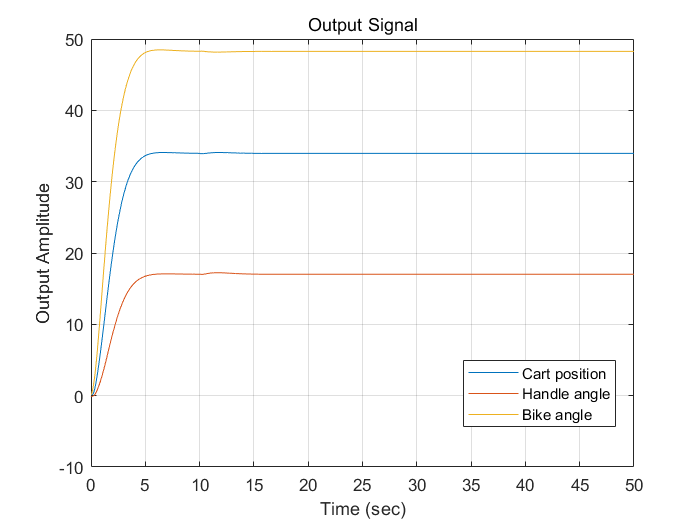 Output Signal
50
40
30
20
10
0
-10
Output Amplitude
Cart position
Handle angle
Bike angle
0 5 10 15 20 25 30 35 40 45 50
Time (sec)